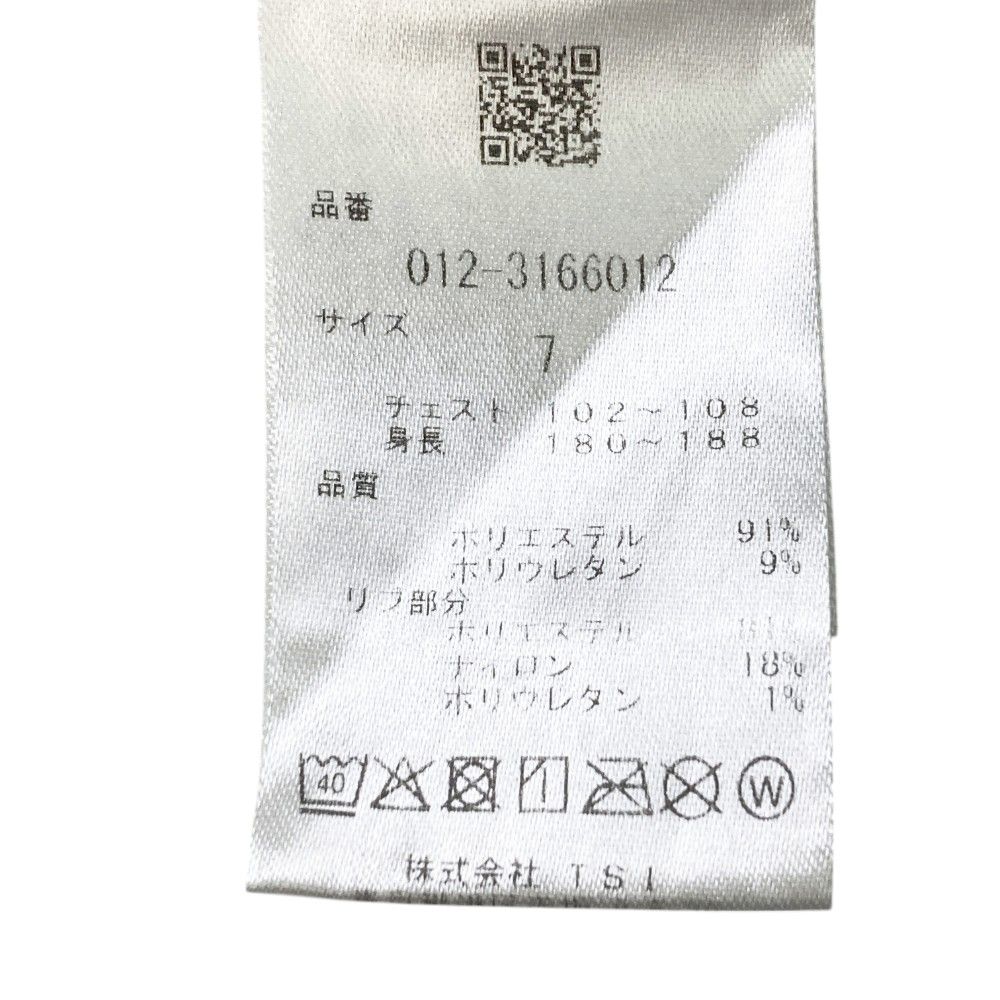 品番
012-3166012
サイズ
7
チェスト 102～108
身長 180～188
品質
ポリエステル 91%
ポリウレタン 9%
リブ部分
ポリエステル
ナイロン 18%
ポリウレタン 1%
40
W
株式会社 TSI